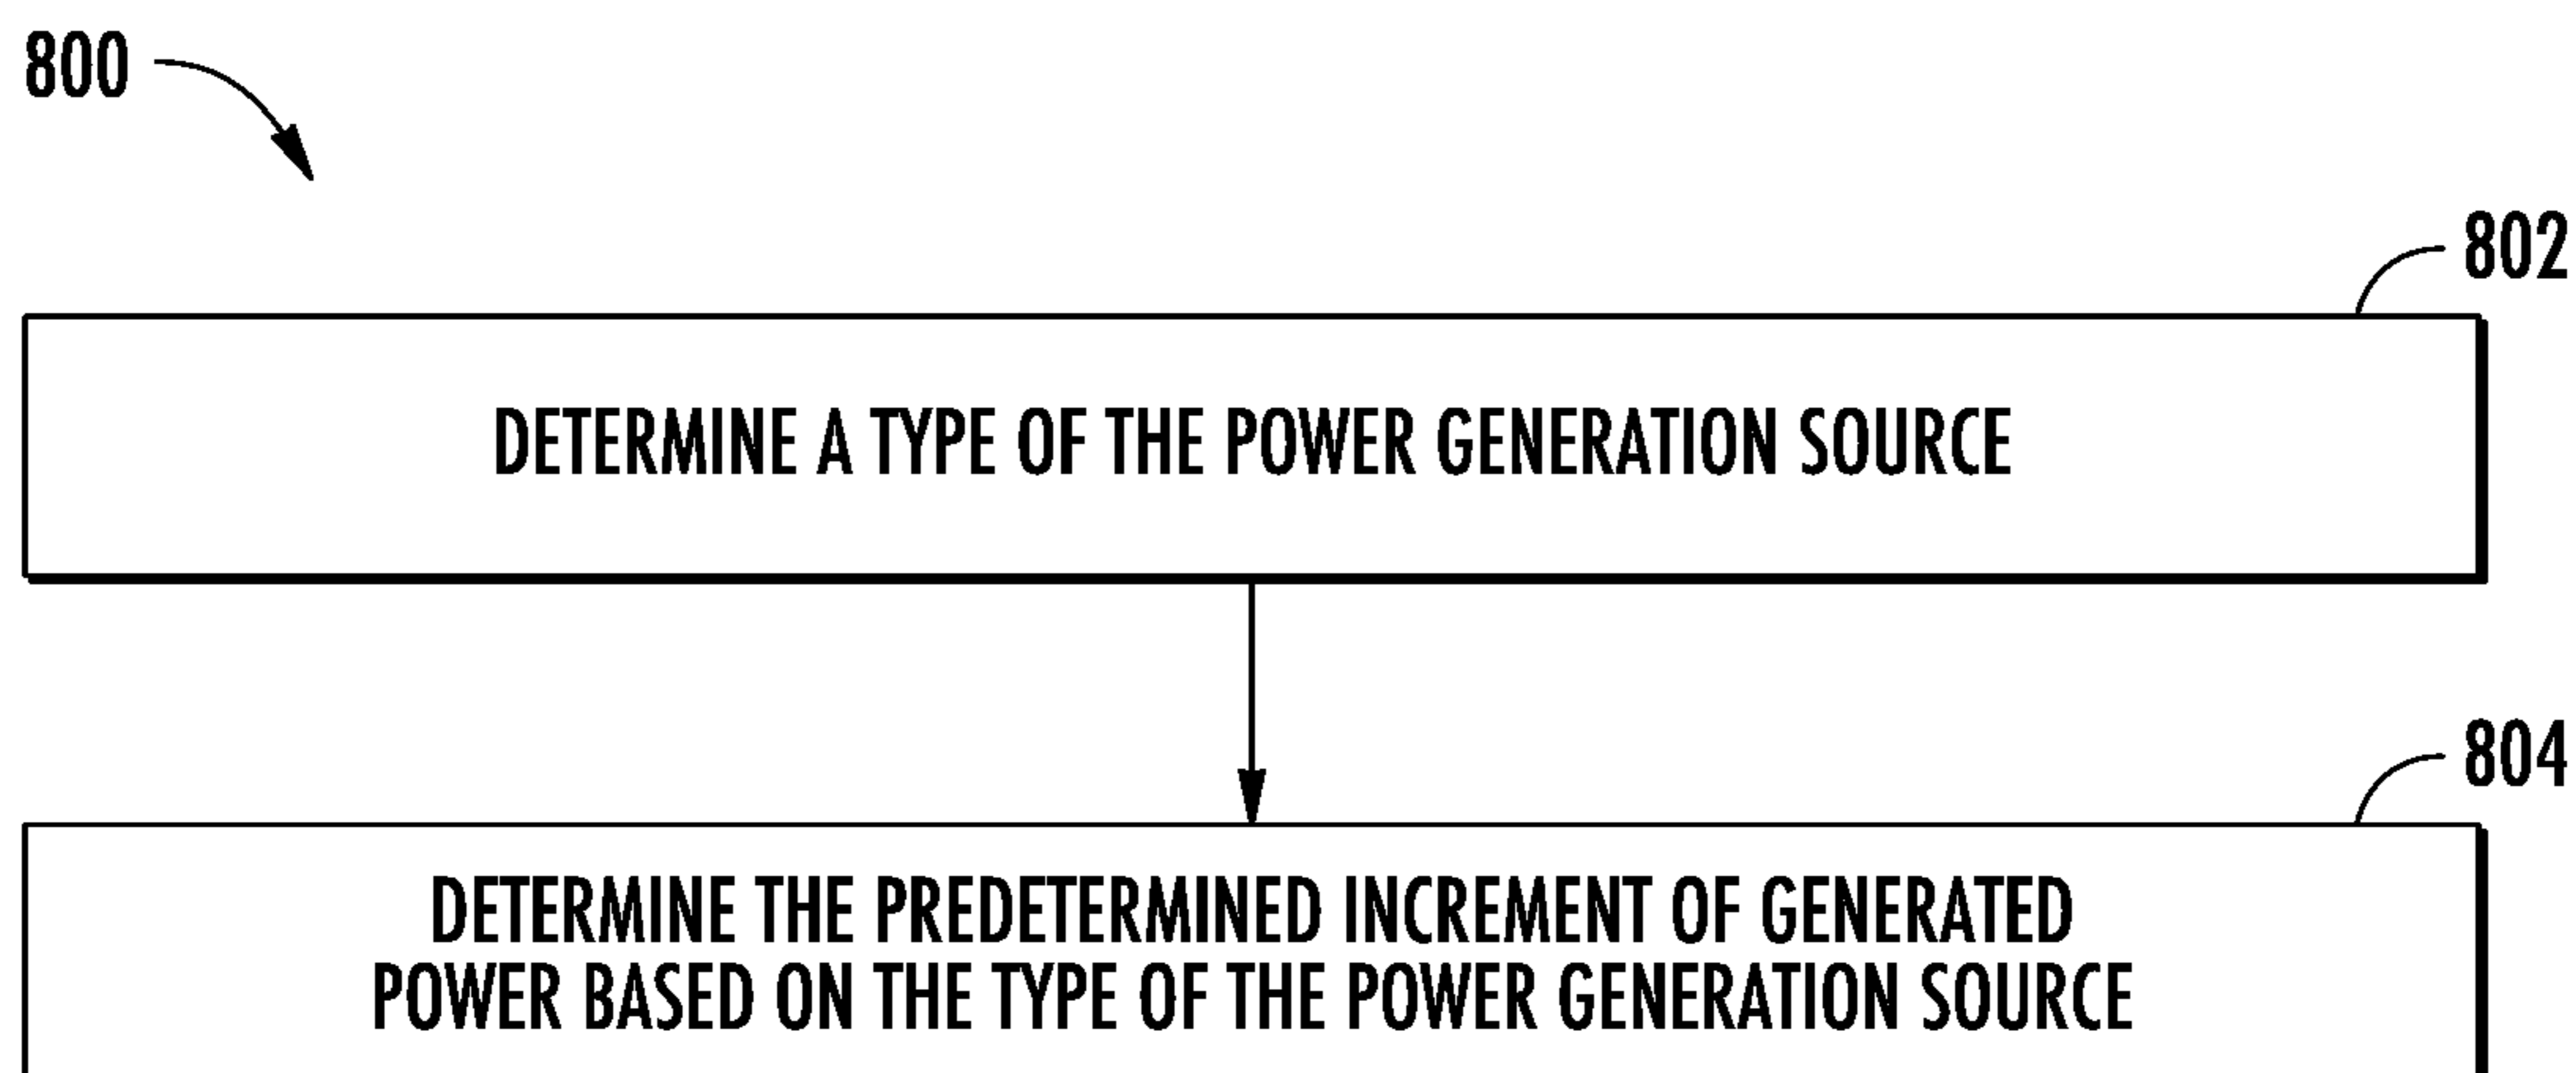 800
802
DETERMINE A TYPE OF THE POWER GENERATION SOURCE
804
DETERMINE THE PREDETERMINED INCREMENT OF GENERATED
POWER BASED ON THE TYPE OF THE POWER GENERATION SOURCE